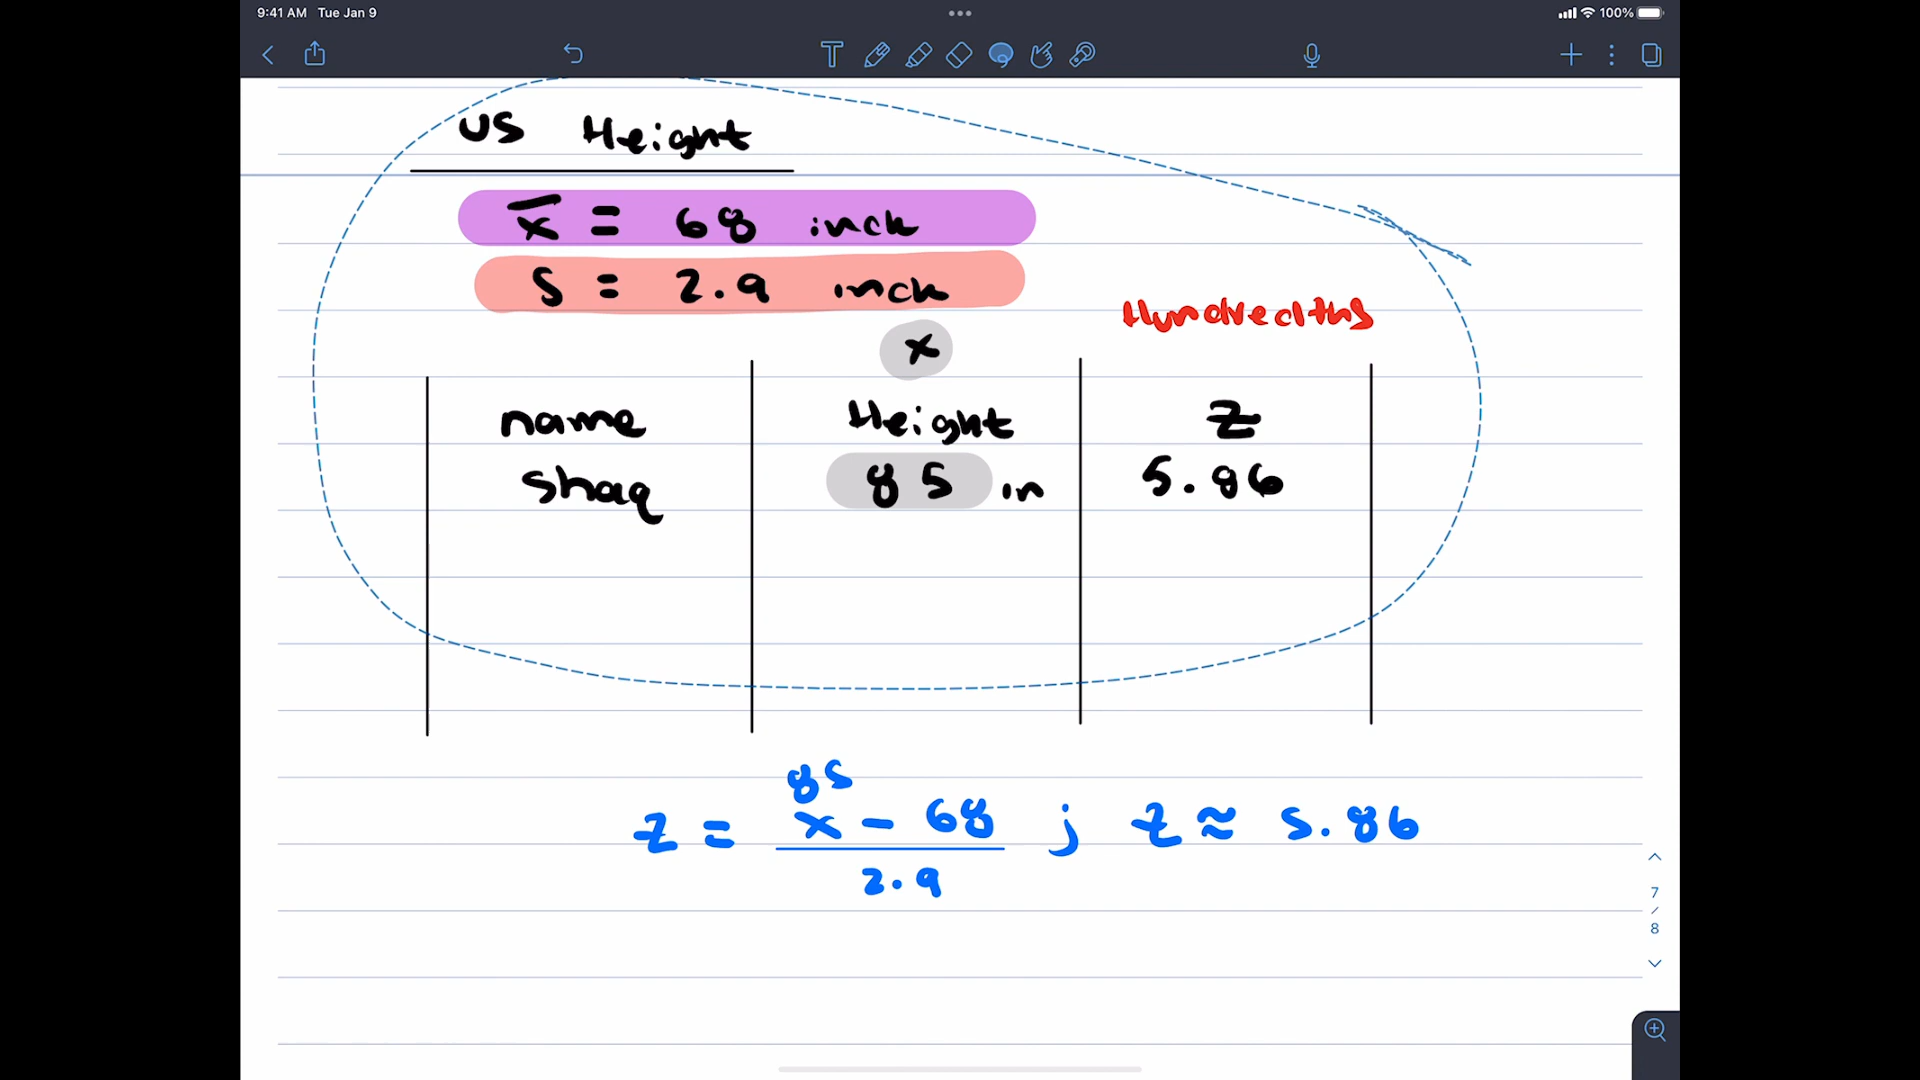 9:41 AM Tue Jan 9
100%
US Height
x̄ = 68 inch
S = 2.9 inch
Hundredths
x
name Height z
Shaq 85 in 5.86
85
z = x - 68 ; z ≈ 5.86
2.9
7
/
8